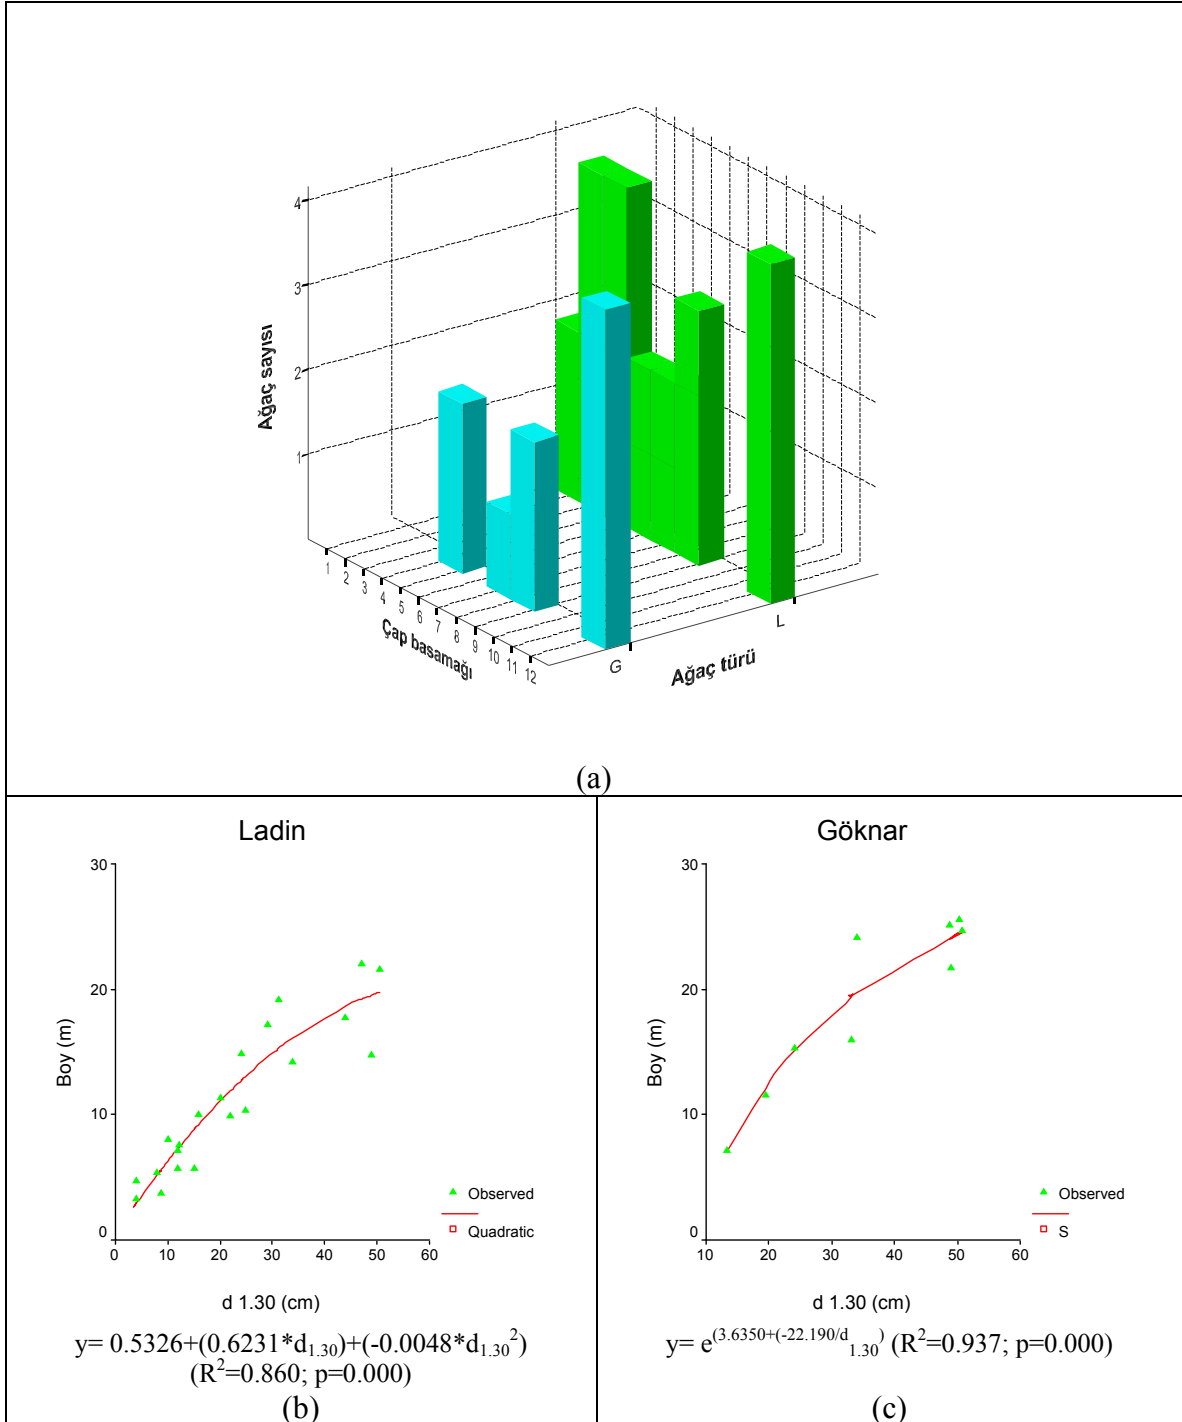 4
3
2
1
Ağaç sayısı
1
2
3
4
5
6
7
8
9
10
11
12
Çap basamağı
G
L
Ağaç türü
(a)
Ladin
30
20
10
0
Boy (m)
0 10 20 30 40 50 60
d 1.30 (cm)
Observed
Quadratic
y= 0.5326+(0.6231*d₁.₃₀)+(-0.0048*d₁.₃₀²)
(R²=0.860; p=0.000)
(b)
Göknar
30
20
10
0
Boy (m)
10 20 30 40 50 60
d 1.30 (cm)
Observed
S
y= e^(3.6350+(-22.190/d₁.₃₀) (R²=0.937; p=0.000)
(c)